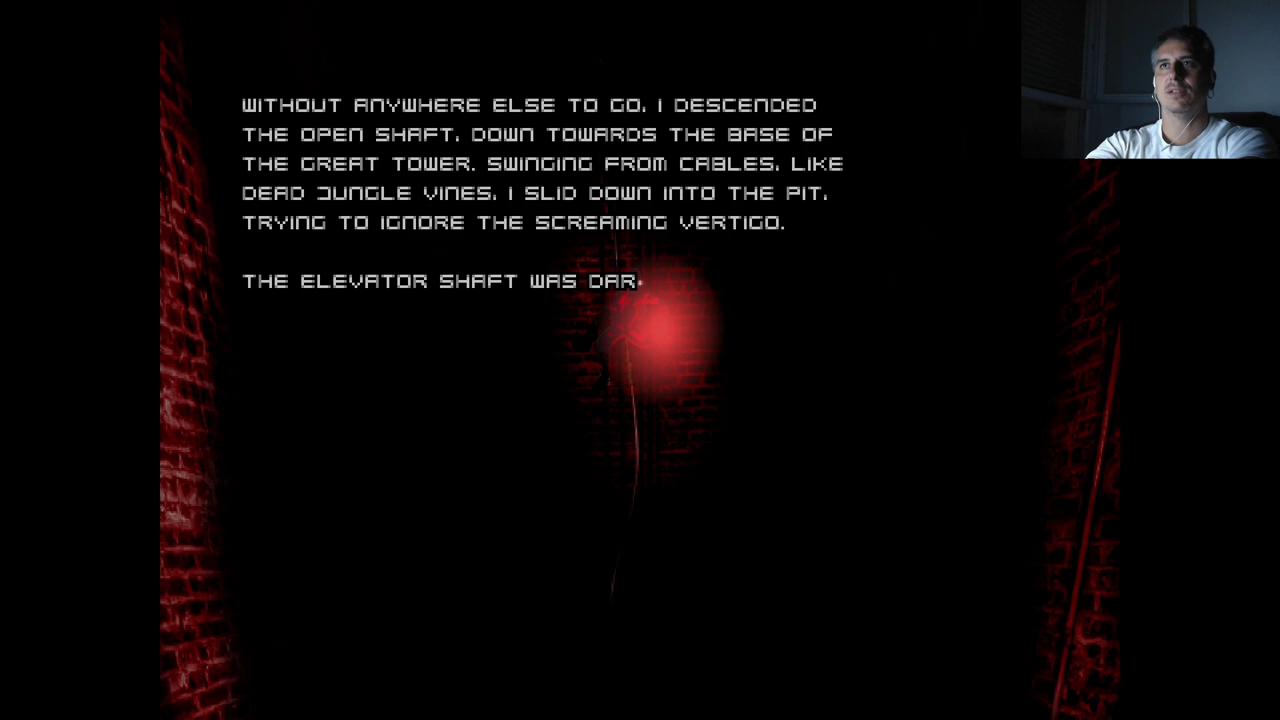 WITHOUT ANYWHERE ELSE TO GO, I DESCENDED
THE OPEN SHAFT, DOWN TOWARDS THE BASE OF
THE GREAT TOWER. SWINGING FROM CABLES, LIKE
DEAD JUNGLE VINES, I SLID DOWN INTO THE PIT,
TRYING TO IGNORE THE SCREAMING VERTIGO.
THE ELEVATOR SHAFT WAS DAR